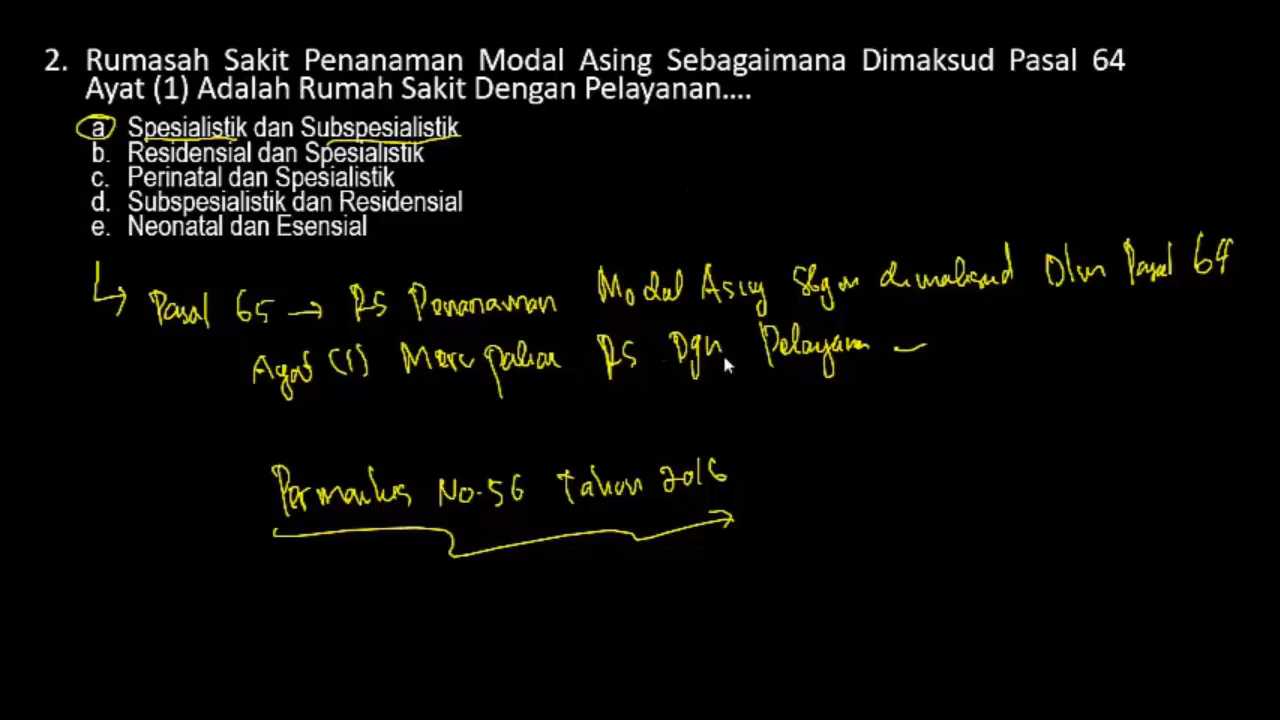 2. Rumasah Sakit Penanaman Modal Asing Sebagaimana Dimaksud Pasal 64
Ayat (1) Adalah Rumah Sakit Dengan Pelayanan....
a Spesialistik dan Subspesialistik
b. Residensial dan Spesialistik
c. Perinatal dan Spesialistik
d. Subspesialistik dan Residensial
e. Neonatal dan Esensial
Pasal 65 → RS Penanaman Modal Asing Sbgm dimaksud Dlm Pasal 64
Ayat (1) Merupakan RS Dgn Pelayanan
Permenkes No.56 Tahun 2016